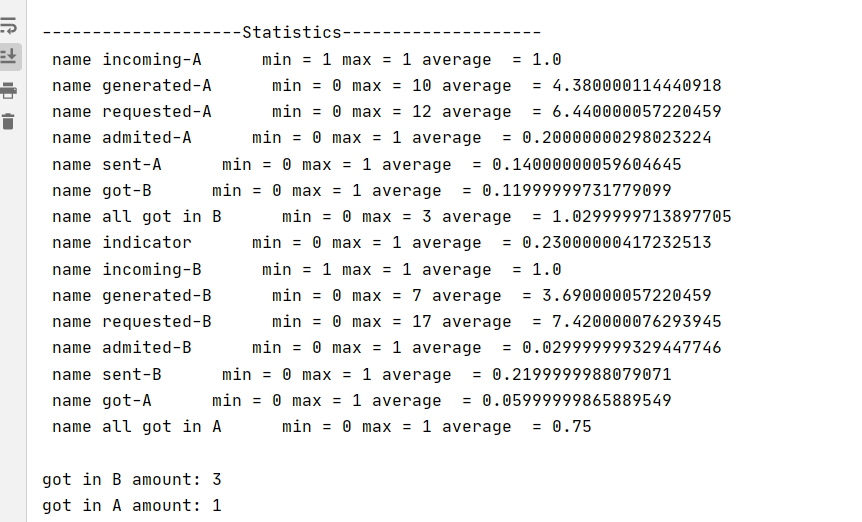 --------------------Statistics--------------------
name incoming-A      min = 1 max = 1 average  = 1.0
name generated-A      min = 0 max = 10 average  = 4.380000114440918
name requested-A      min = 0 max = 12 average  = 6.440000057220459
name admited-A      min = 0 max = 1 average  = 0.20000000298023224
name sent-A      min = 0 max = 1 average  = 0.14000000059604645
name got-B      min = 0 max = 1 average  = 0.11999999731779099
name all got in B      min = 0 max = 3 average  = 1.0299999713897705
name indicator      min = 0 max = 1 average  = 0.23000000417232513
name incoming-B      min = 1 max = 1 average  = 1.0
name generated-B      min = 0 max = 7 average  = 3.690000057220459
name requested-B      min = 0 max = 17 average  = 7.420000076293945
name admited-B      min = 0 max = 1 average  = 0.029999999329447746
name sent-B      min = 0 max = 1 average  = 0.2199999988079071
name got-A      min = 0 max = 1 average  = 0.05999999865889549
name all got in A      min = 0 max = 1 average  = 0.75
got in B amount: 3
got in A amount: 1